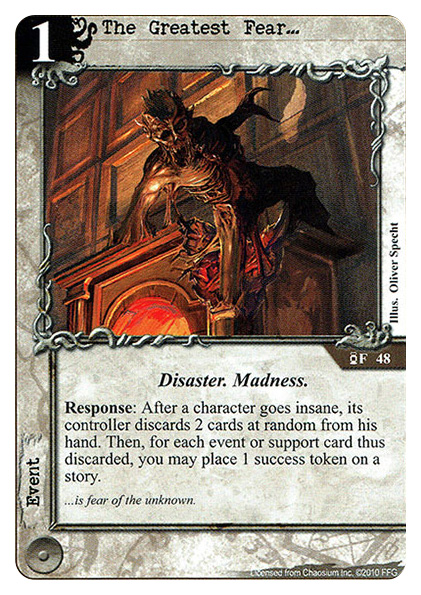 1
The Greatest Fear...
Illus. Oliver Specht
F 48
Disaster. Madness.
Response: After a character goes insane, its
controller discards 2 cards at random from his
hand. Then, for each event or support card thus
discarded, you may place 1 success token on a
story.
...is fear of the unknown.
Event
Licensed from Chaosium Inc. ©2010 FFG